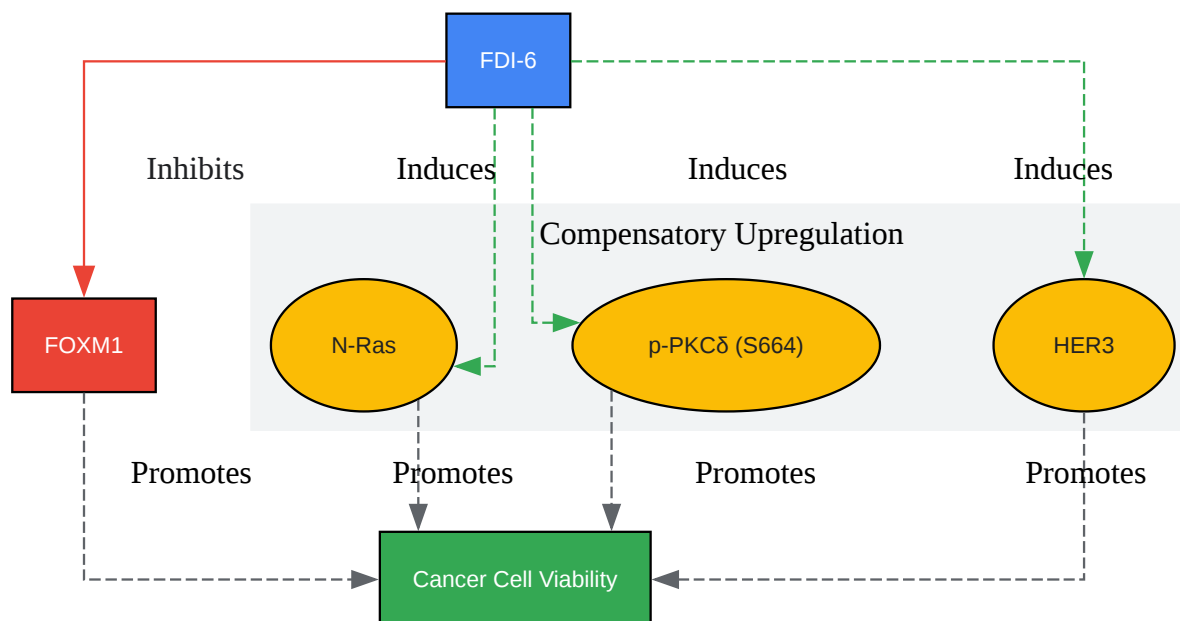 FDI-6
Inhibits
Induces
Induces
Induces
Compensatory Upregulation
FOXM1
N-Ras
p-PKCδ (S664)
HER3
Promotes
Promotes
Promotes
Promotes
Cancer Cell Viability